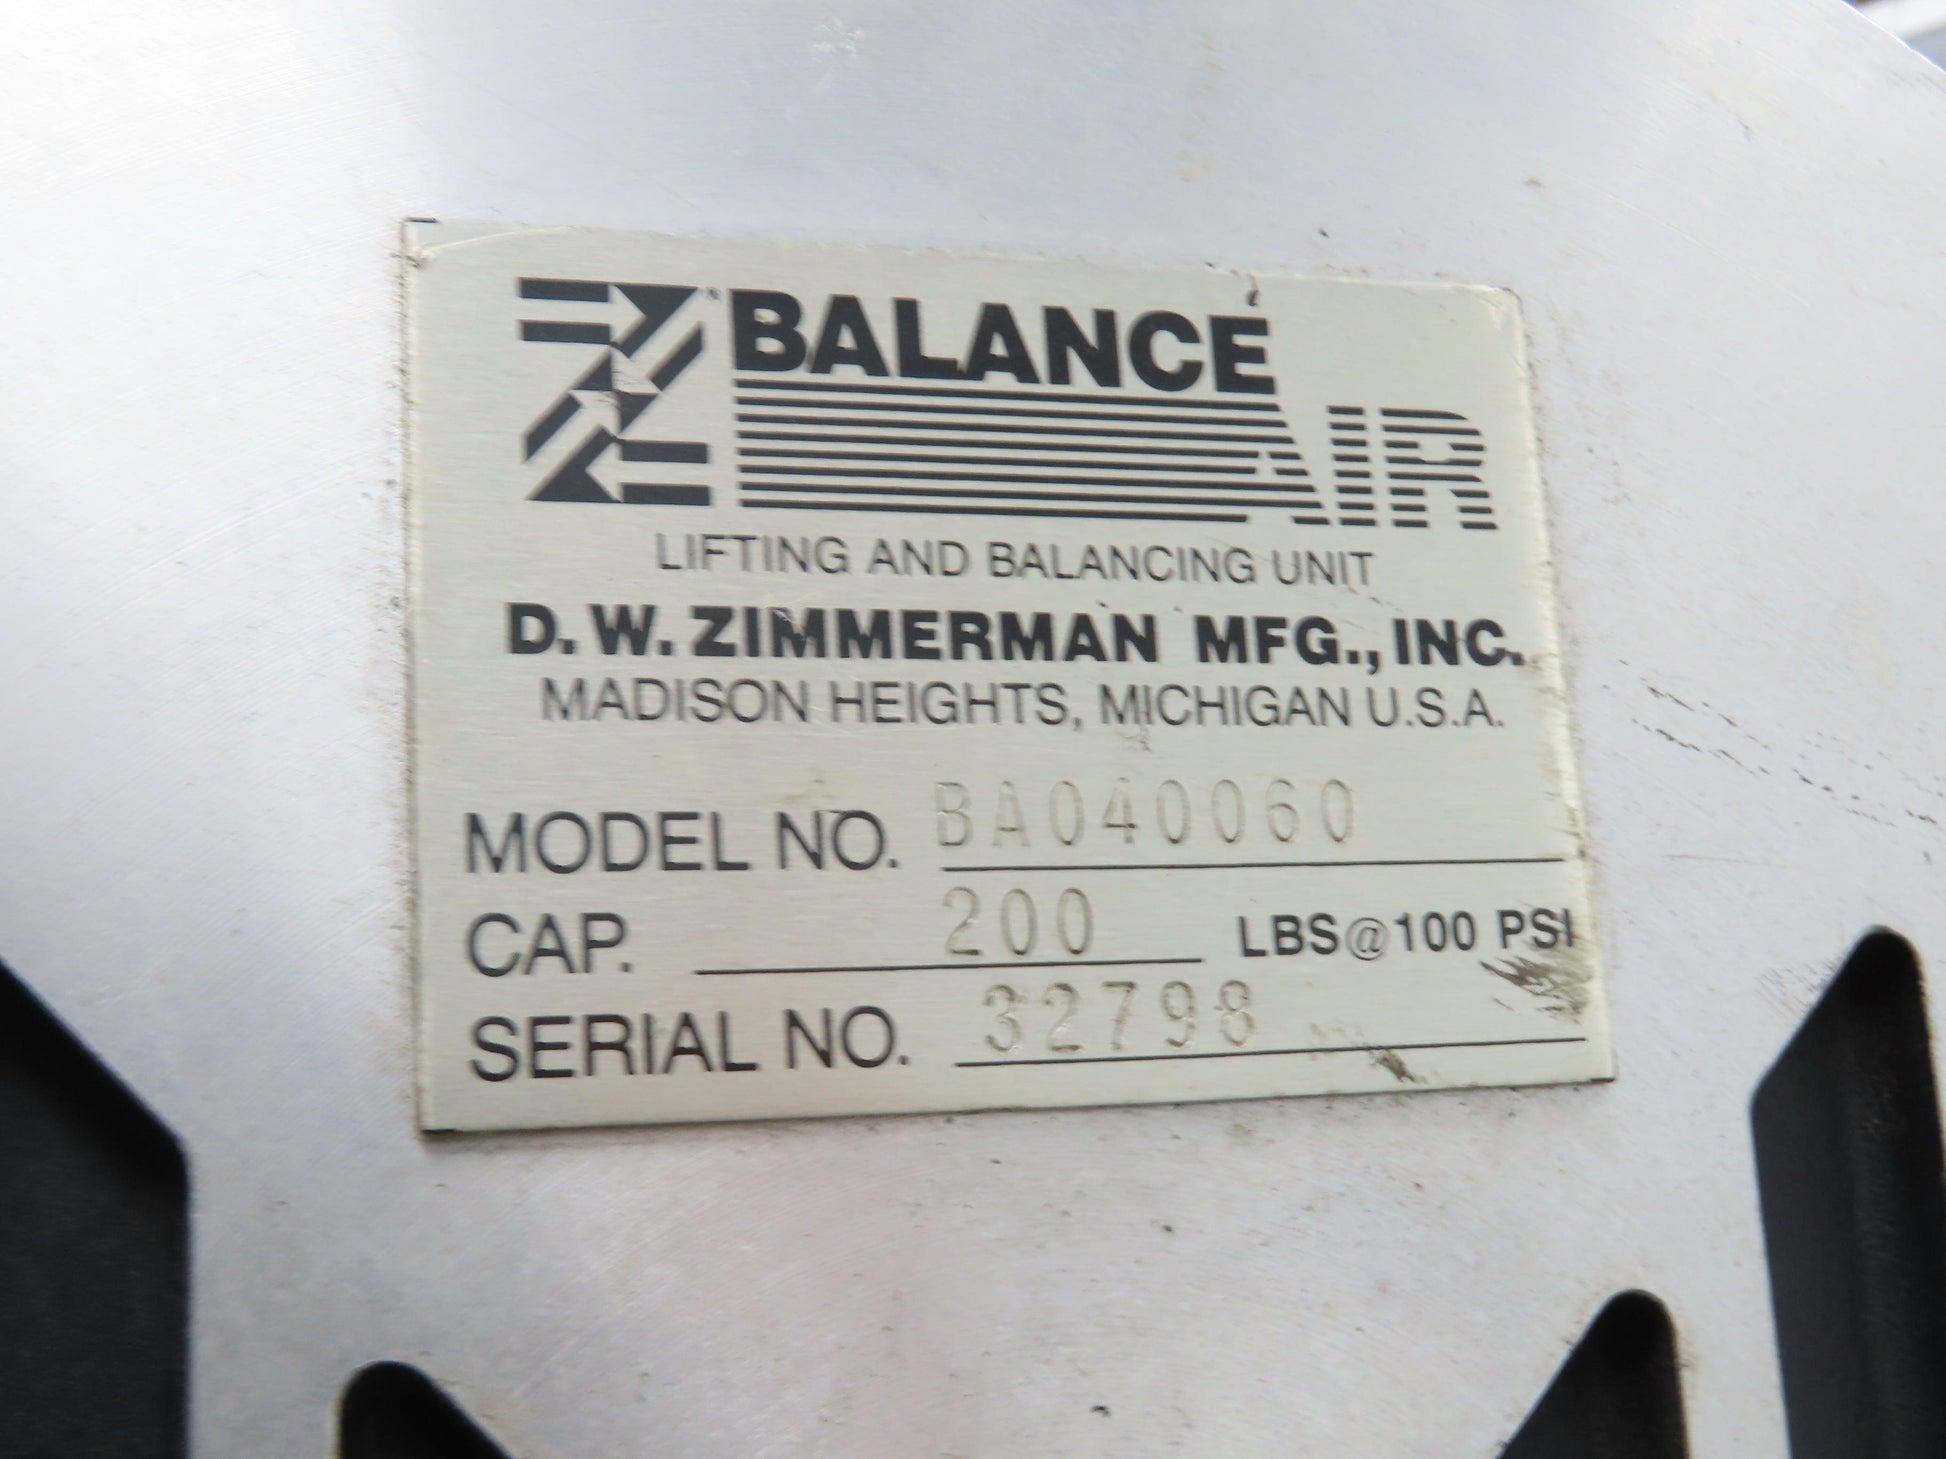 BALANCE
AIR
LIFTING AND BALANCING UNIT
D. W. ZIMMERMAN MFG., INC.
MADISON HEIGHTS, MICHIGAN U.S.A.
MODEL NO. BA040060
CAP. 200 LBS@100 PSI
SERIAL NO. 32798